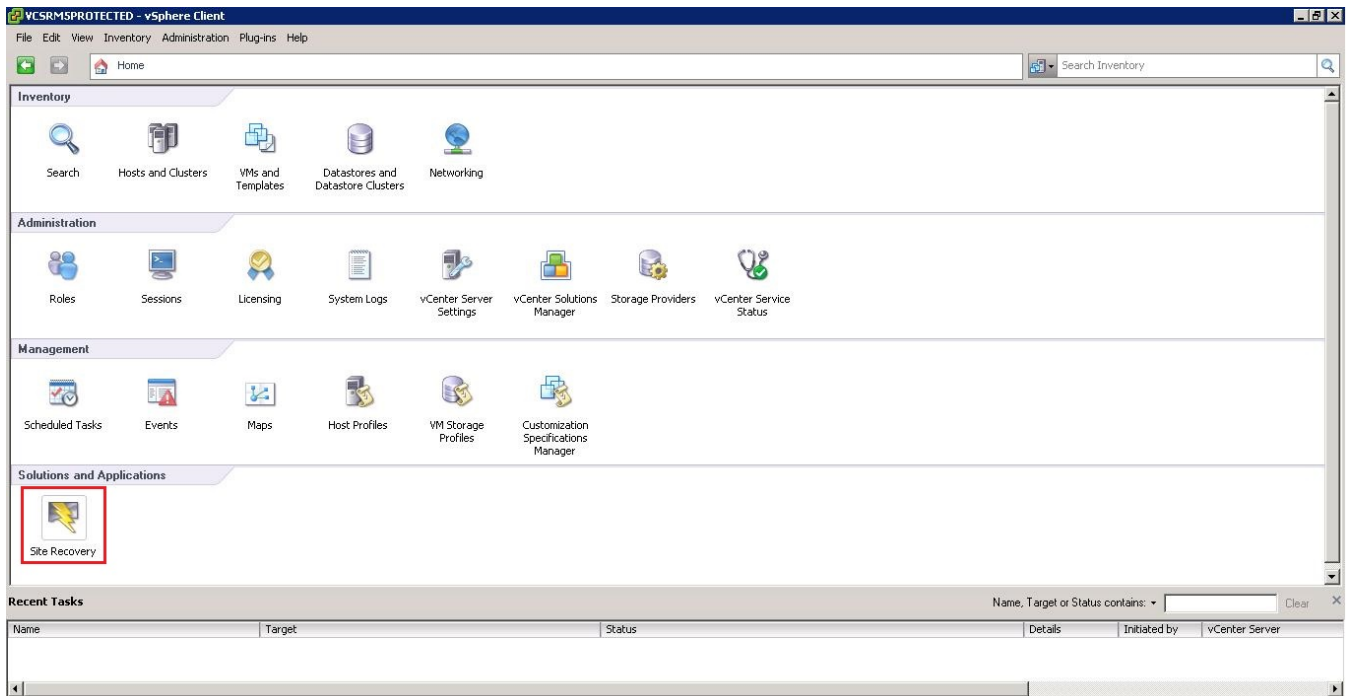 VCSRM5PROTECTED - vSphere Client
File Edit View Inventory Administration Plug-ins Help
Home
Search Inventory
Inventory
Search
Hosts and Clusters
VMs and
Templates
Datastores and
Datastore Clusters
Networking
Administration
Roles
Sessions
Licensing
System Logs
vCenter Server
Settings
vCenter Solutions
Manager
Storage Providers
vCenter Service
Status
Management
Scheduled Tasks
Events
Maps
Host Profiles
VM Storage
Profiles
Customization
Specifications
Manager
Solutions and Applications
Site Recovery
Recent Tasks
Name, Target or Status contains:
Clear
Name Target Status Details Initiated by vCenter Server